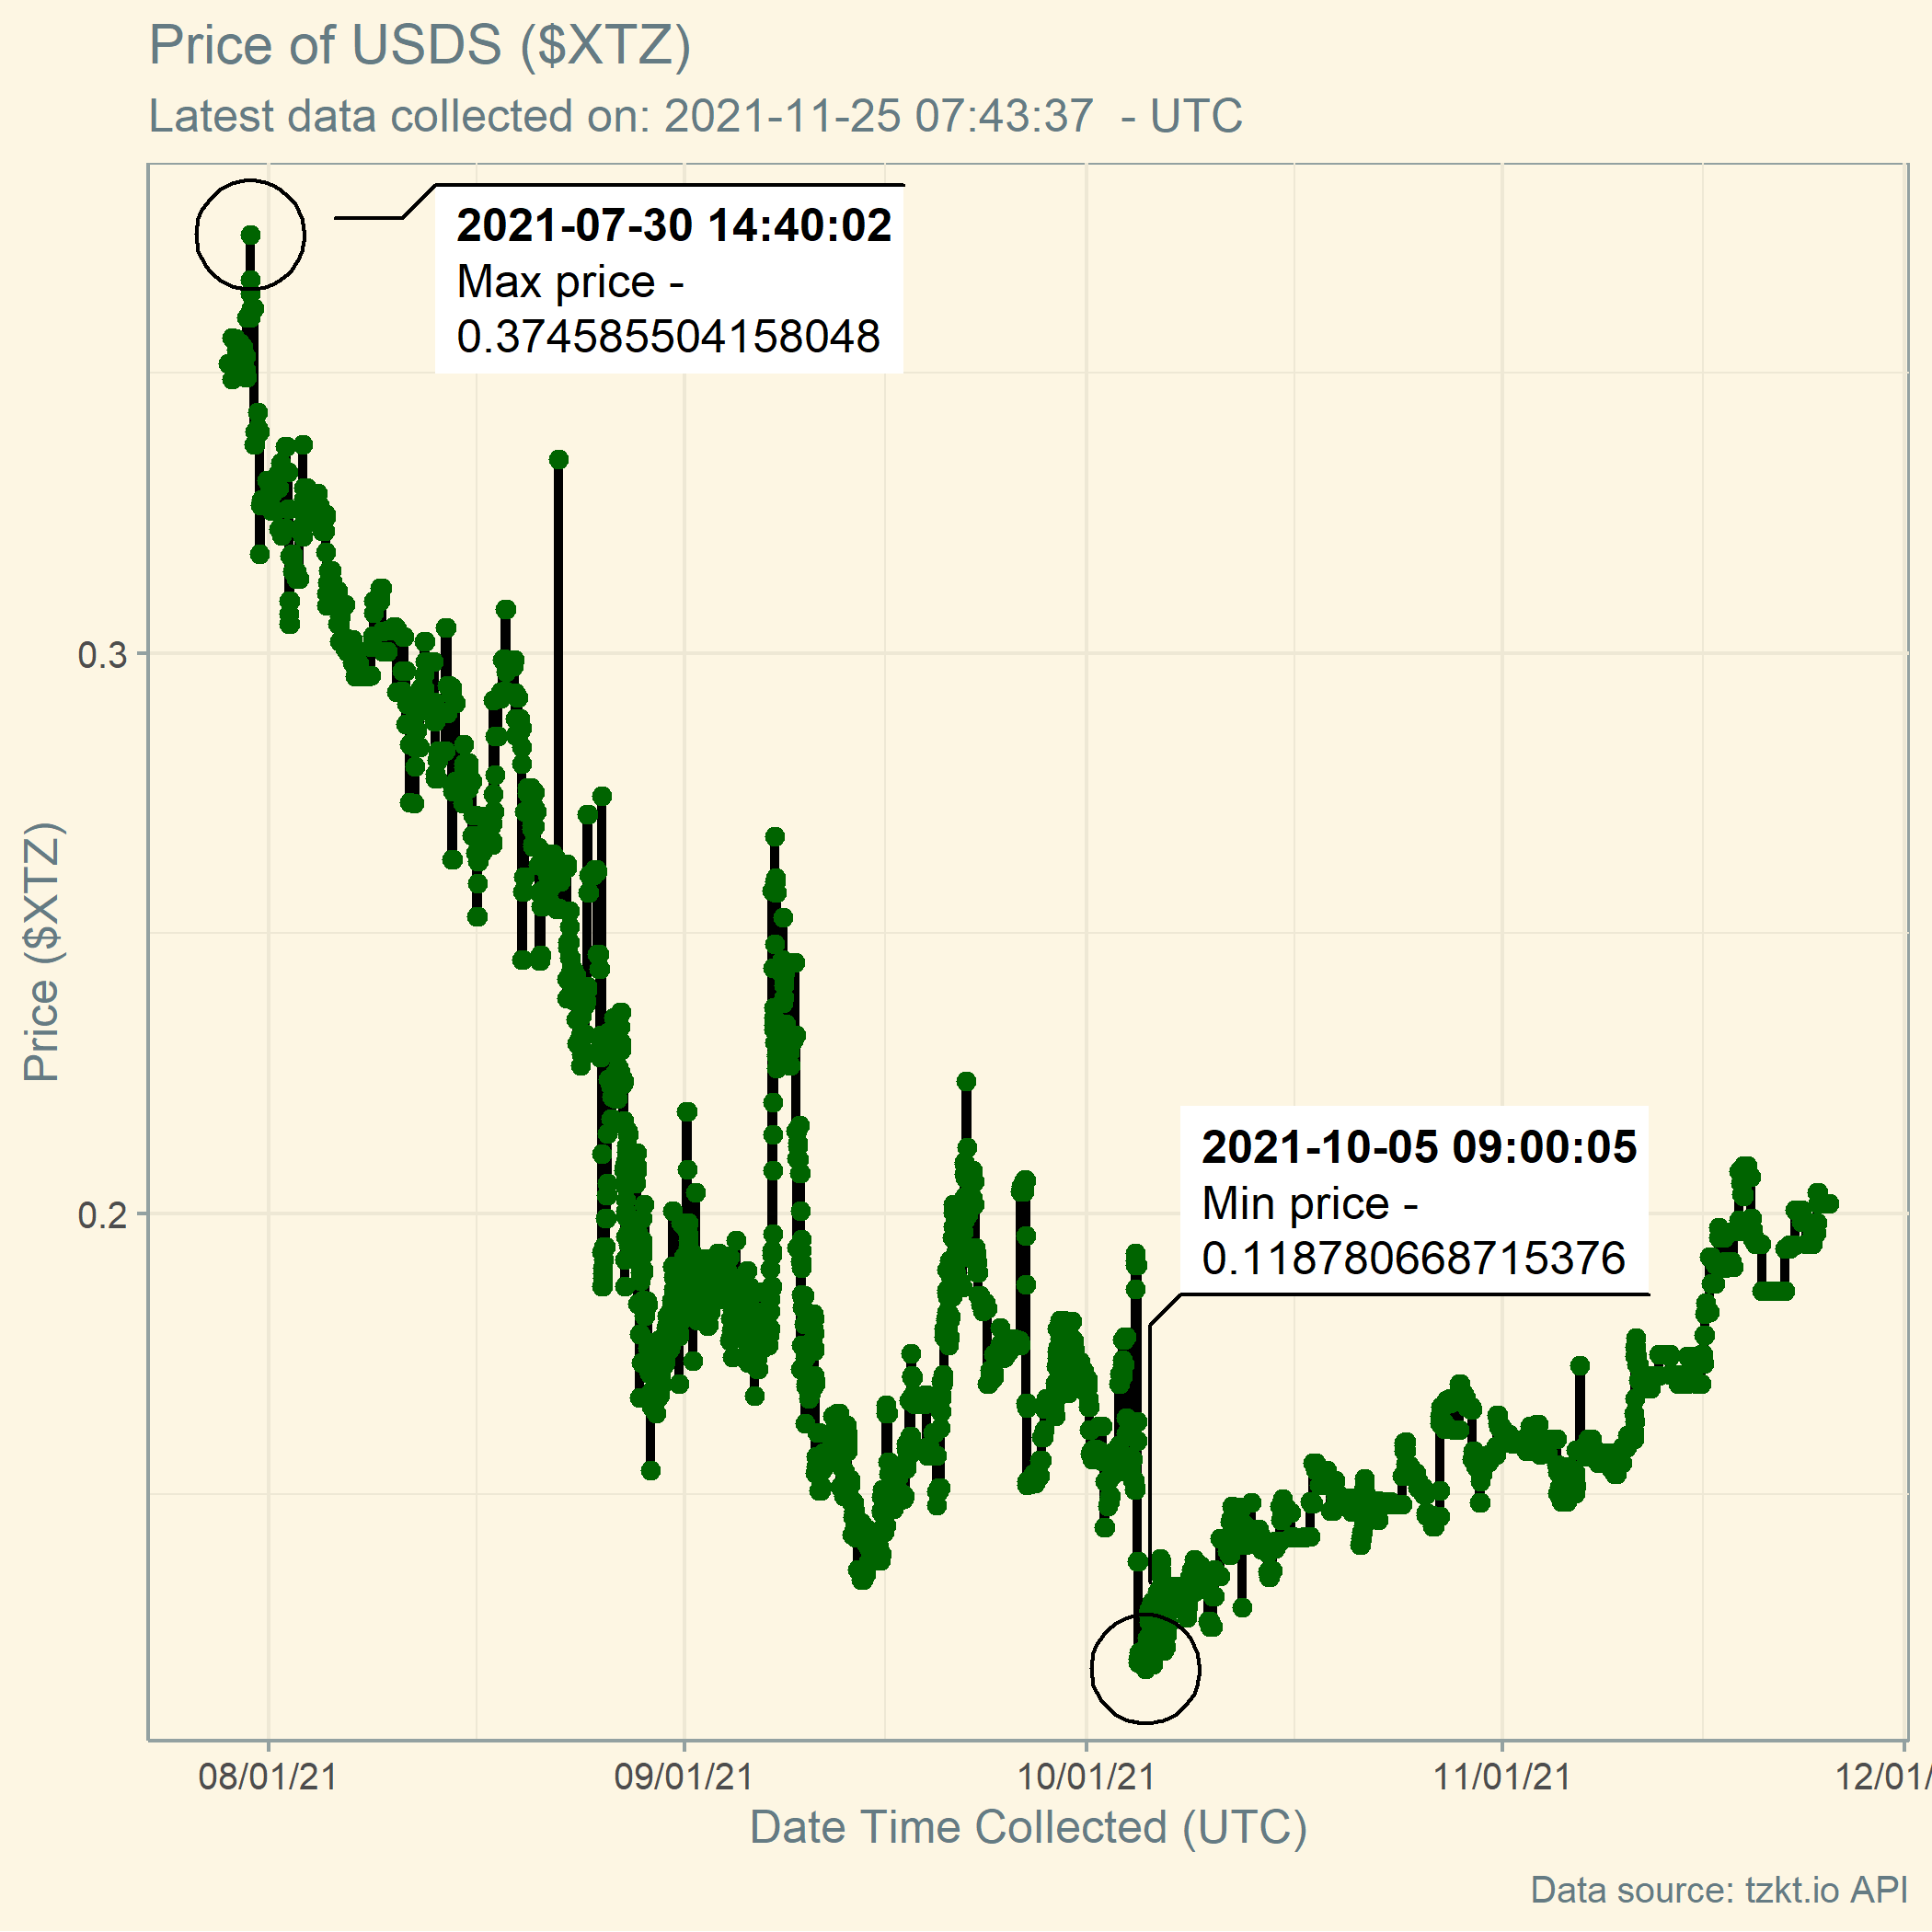 Price of USDS ($XTZ)
Latest data collected on: 2021-11-25 07:43:37  - UTC
2021-07-30 14:40:02
Max price -
0.374585504158048
0.3
Price ($XTZ)
2021-10-05 09:00:05
Min price -
0.118780668715376
0.2
08/01/21
09/01/21
10/01/21
11/01/21
12/01/
Date Time Collected (UTC)
Data source: tzkt.io API